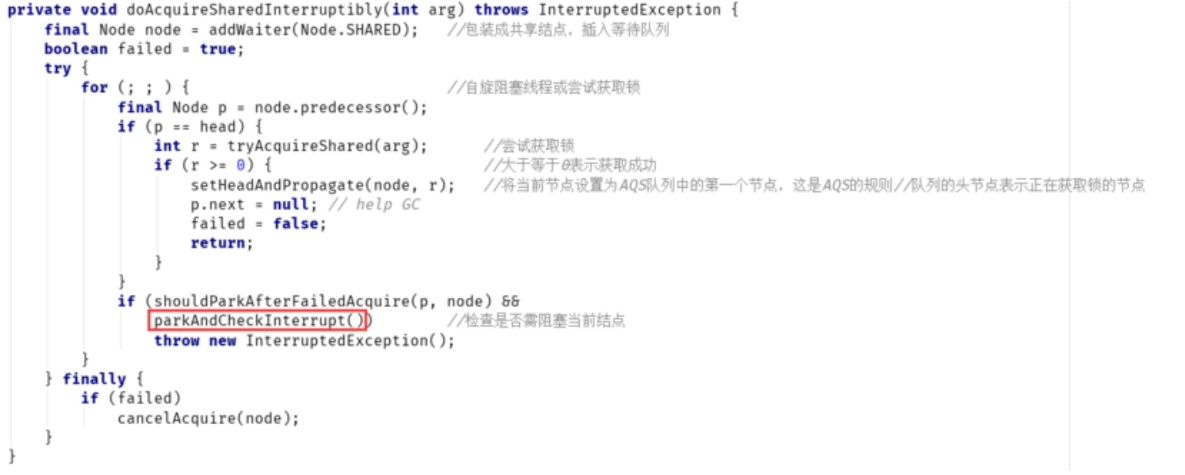 private void doAcquireSharedInterruptibly(int arg) throws InterruptedException {
    final Node node = addWaiter(Node.SHARED);   //包装成共享结点，插入等待队列
    boolean failed = true;
    try {
        for (; ; ) {                            //自旋阻塞线程或尝试获取锁
            final Node p = node.predecessor();
            if (p == head) {
                int r = tryAcquireShared(arg);      //尝试获取锁
                if (r >= 0) {                       //大于等于0表示获取成功
                    setHeadAndPropagate(node, r);   //将当前节点设置为AQS队列中的第一个节点，这是AQS的规则//队列的头节点表示正在获取锁的节点
                    p.next = null; // help GC
                    failed = false;
                    return;
                }
            }
            if (shouldParkAfterFailedAcquire(p, node) &&
                parkAndCheckInterrupt())        //检查是否需阻塞当前结点
                throw new InterruptedException();
        }
    } finally {
        if (failed)
            cancelAcquire(node);
    }
}